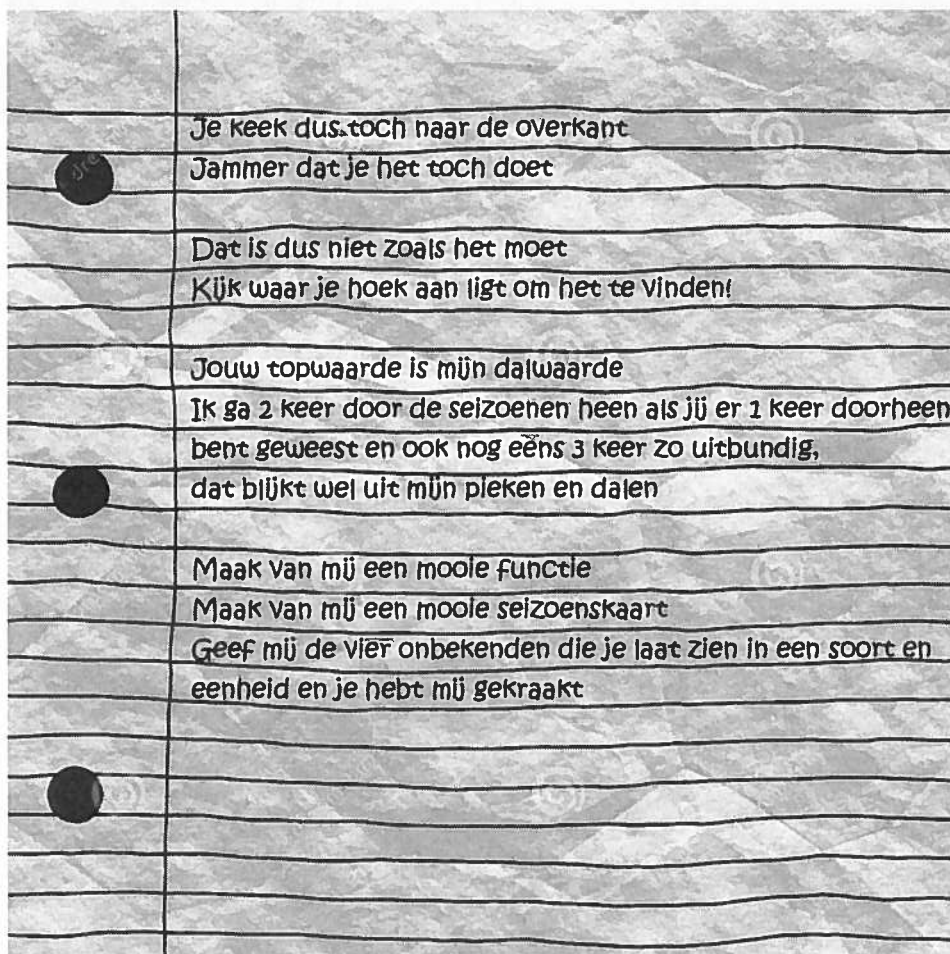 Je keek dus toch naar de overkant
Jammer dat je het toch doet
Dat is dus niet zoals het moet
Kijk waar je hoek aan ligt om het te vinden!
Jouw topwaarde is mijn dalwaarde
Ik ga 2 keer door de seizoenen heen als jij er 1 keer doorheen
bent geweest en ook nog eens 3 keer zo uitbundig,
dat blijkt wel uit mijn pieken en dalen
Maak van mij een mooie functie
Maak van mij een mooie seizoenskaart
Geef mij de vier onbekenden die je laat zien in een soort en
eenheid en je hebt mij gekraakt